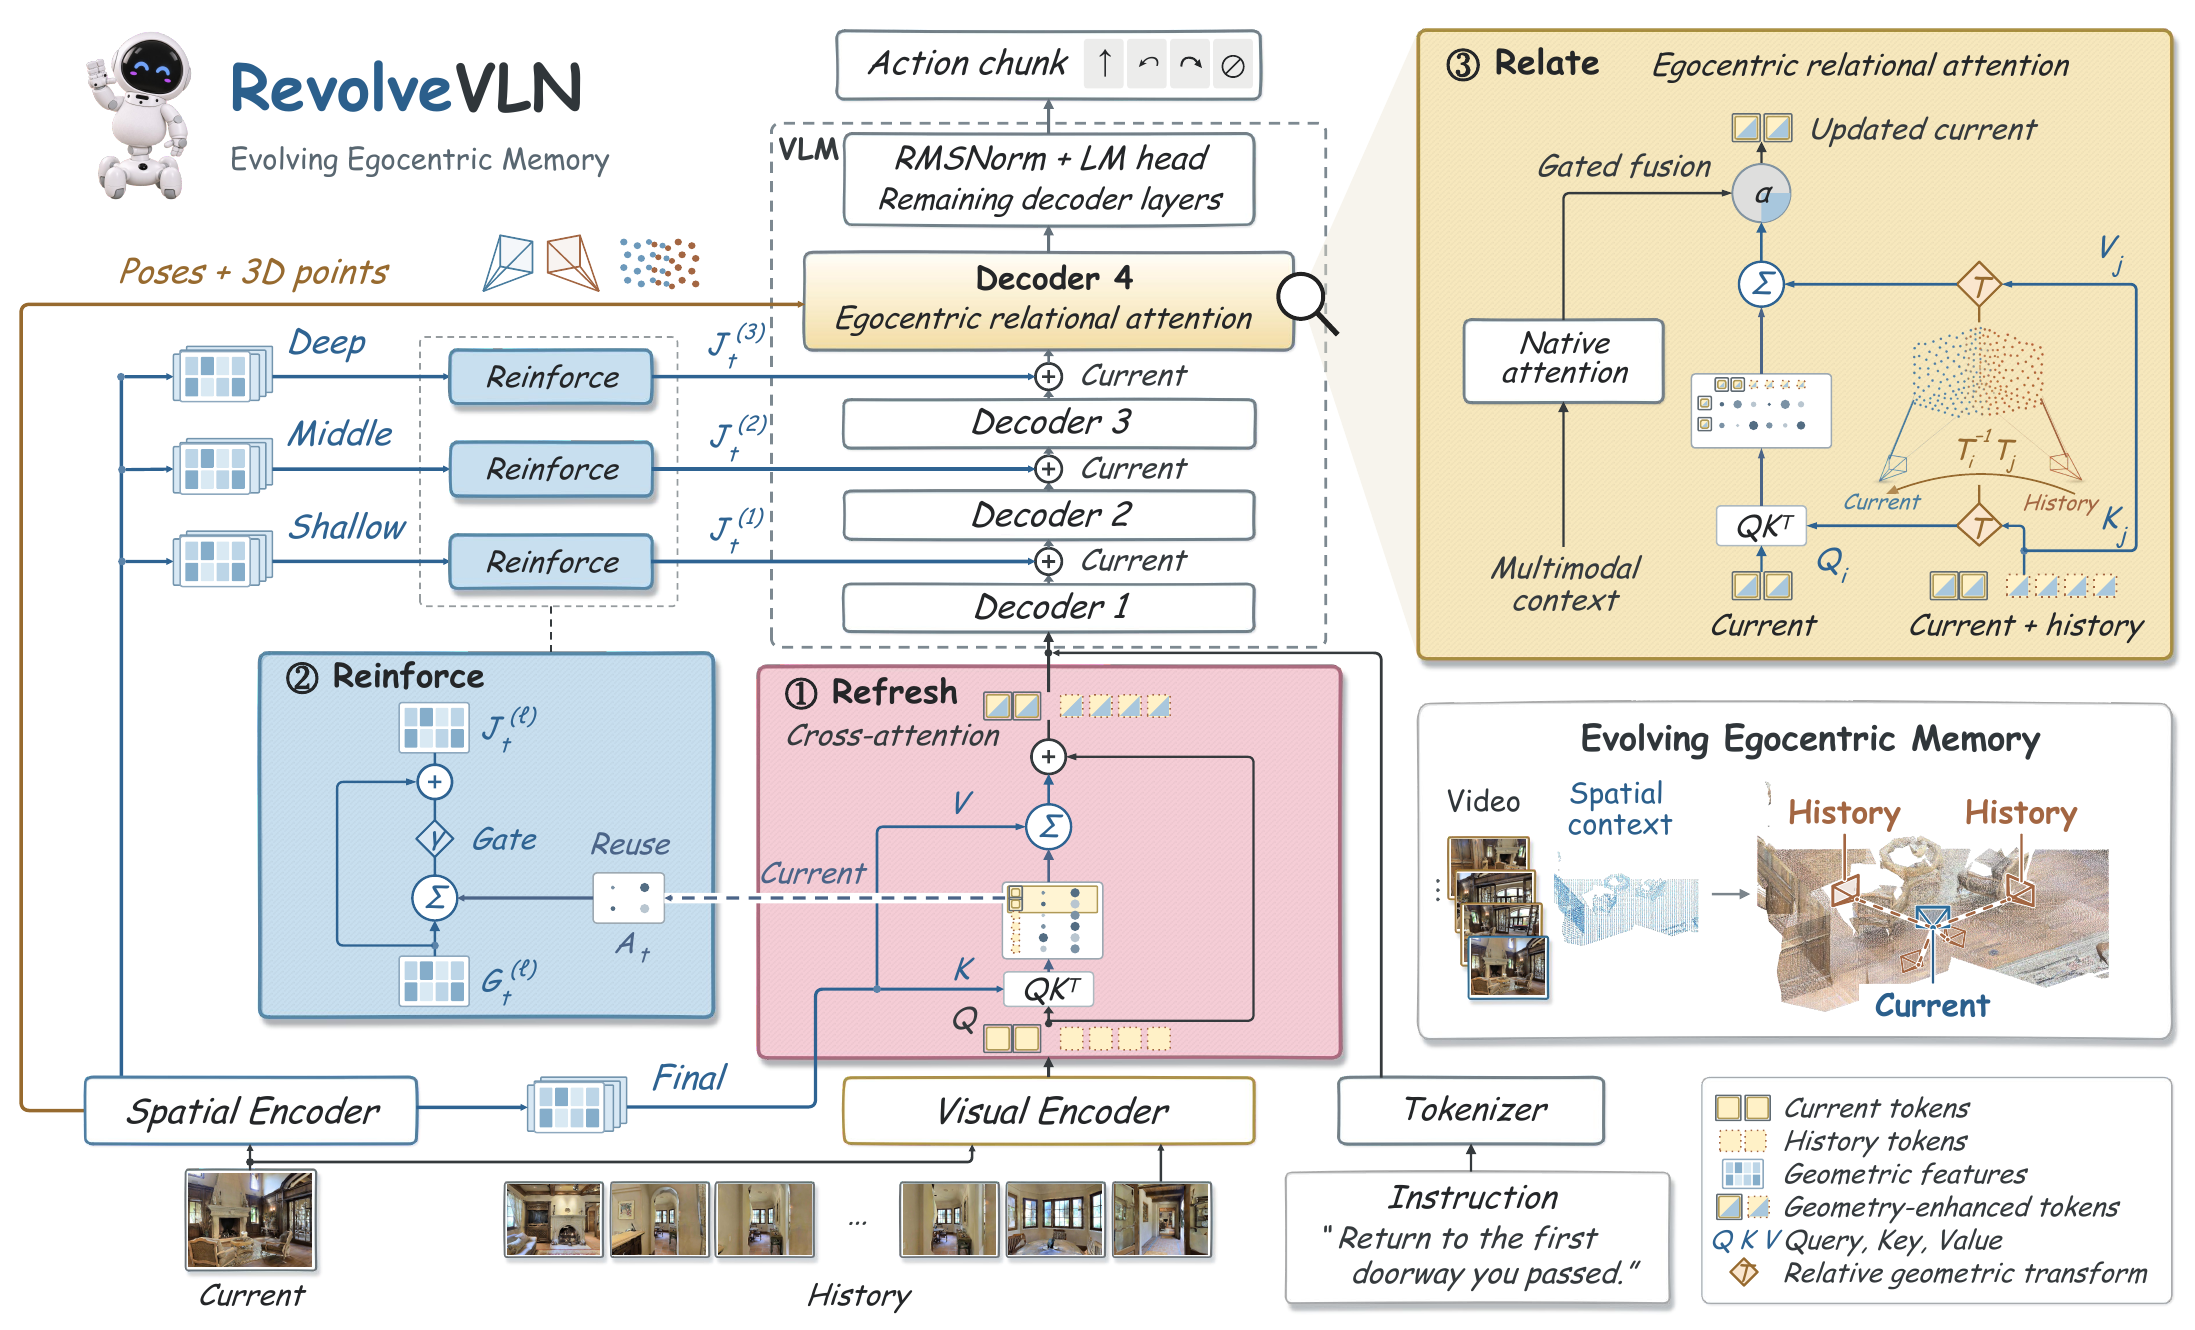 RevolveVLN
Evolving Egocentric Memory
Action chunk
VLM
RMSNorm + LM head
Remaining decoder layers
Poses + 3D points
Decoder 4
Egocentric relational attention
Deep
Reinforce
J_t^(3)
+ Current
Decoder 3
Middle
Reinforce
J_t^(2)
+ Current
Decoder 2
Shallow
Reinforce
J_t^(1)
+ Current
Decoder 1
② Reinforce
J_t^(ℓ)
+
γ Gate
Reuse
Σ
A_t
G_t^(ℓ)
① Refresh
Cross-attention
+
V
Σ
Current
K
QK^T
Q
③ Relate Egocentric relational attention
Updated current
Gated fusion
α
V_j
Σ
T
Native
attention
T_i^-1 T_j
Current
History
K_j
QK^T
T
Q_i
Multimodal
context
Current
Current + history
Evolving Egocentric Memory
Video
Spatial
context
History
History
Current
Spatial Encoder
Final
Visual Encoder
Tokenizer
Instruction
"Return to the first
doorway you passed."
Current
...
History
Current tokens
History tokens
Geometric features
Geometry-enhanced tokens
Q K V Query, Key, Value
T Relative geometric transform